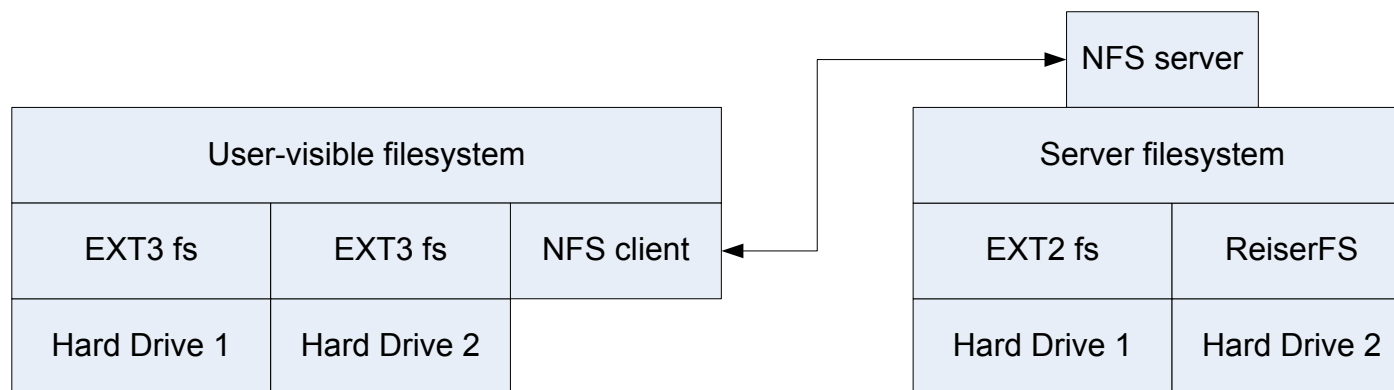 NFS server
User-visible filesystem
Server filesystem
EXT3 fs
EXT3 fs
NFS client
EXT2 fs
ReiserFS
Hard Drive 1
Hard Drive 2
Hard Drive 1
Hard Drive 2